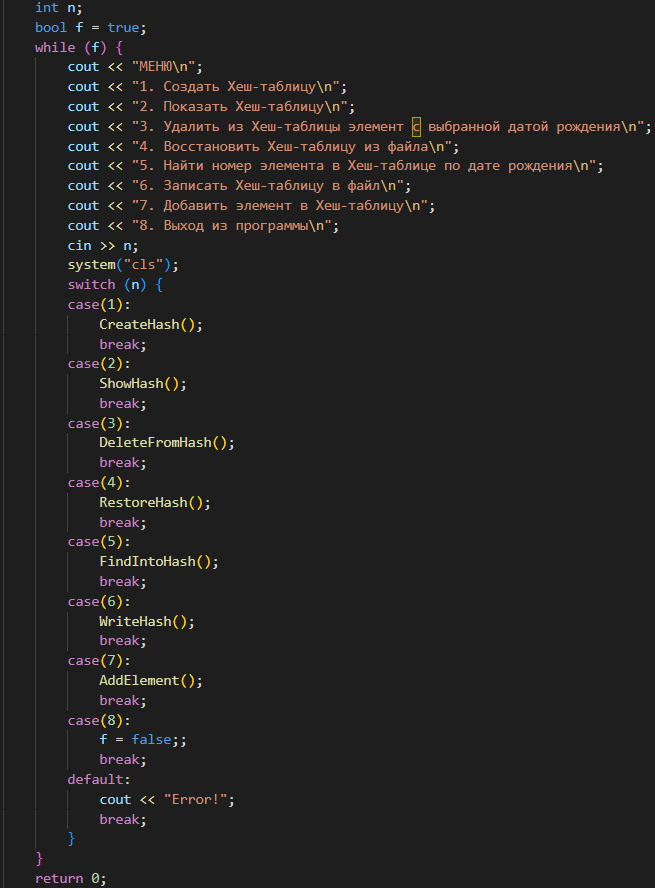 int n;
bool f = true;
while (f) {
cout << "МЕНЮ\n";
cout << "1. Создать Хеш-таблицу\n";
cout << "2. Показать Хеш-таблицу\n";
cout << "3. Удалить из Хеш-таблицы элемент с выбранной датой рождения\n";
cout << "4. Восстановить Хеш-таблицу из файла\n";
cout << "5. Найти номер элемента в Хеш-таблице по дате рождения\n";
cout << "6. Записать Хеш-таблицу в файл\n";
cout << "7. Добавить элемент в Хеш-таблицу\n";
cout << "8. Выход из программы\n";
cin >> n;
system("cls");
switch (n) {
case(1):
CreateHash();
break;
case(2):
ShowHash();
break;
case(3):
DeleteFromHash();
break;
case(4):
RestoreHash();
break;
case(5):
FindIntoHash();
break;
case(6):
WriteHash();
break;
case(7):
AddElement();
break;
case(8):
f = false;;
break;
default:
cout << "Error!";
break;
}
}
return 0;